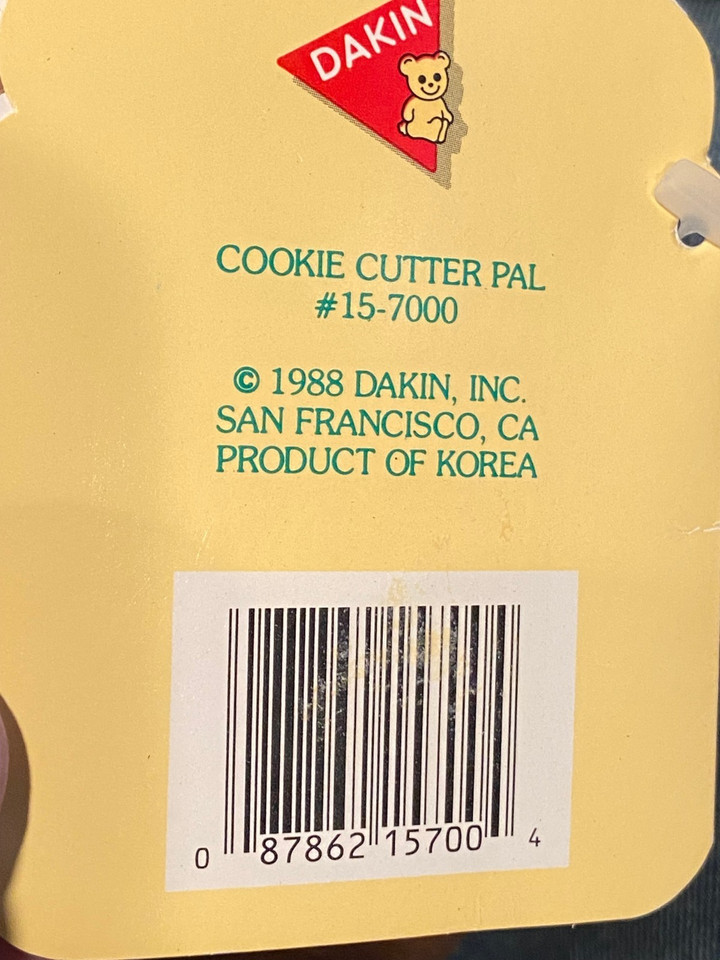 DAKIN
COOKIE CUTTER PAL
#15-7000
© 1988 DAKIN, INC.
SAN FRANCISCO, CA
PRODUCT OF KOREA
0 87862 15700 4